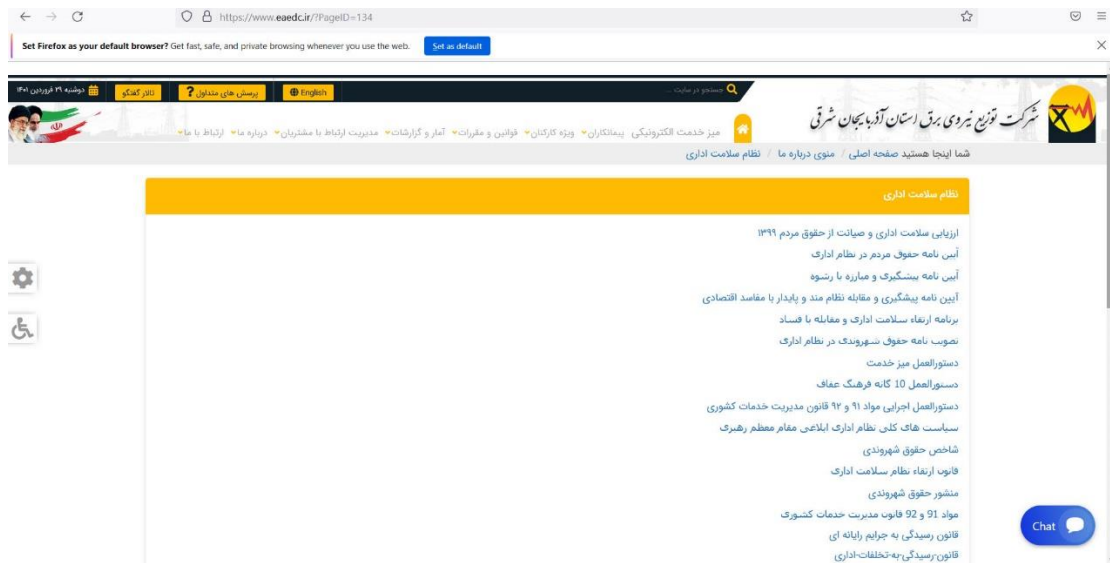 https://www.eaedc.ir/?PageID=134
Set Firefox as your default browser? Get fast, safe, and private browsing whenever you use the web.
Set as default
جستجو در سایت ...
English
پرسش های متداول
تالار گفتگو
دوشنبه ۲۹ فروردین ۱۴۰۱
شرکت توزیع نیروی برق استان آذربایجان شرقی
میز خدمت الکترونیکی پیمانکاران ویژه کارکنان قوانین و مقررات آمار و گزارشات مدیریت ارتباط با مشتریان درباره ما ارتباط با ما
شما اینجا هستید صفحه اصلی / منوی درباره ما / نظام سلامت اداری
نظام سلامت اداری
ارزیابی سلامت اداری و صیانت از حقوق مردم ۱۳۹۹
آیین نامه حقوق مردم در نظام اداری
آیین نامه پیشگیری و مبارزه با رشوه
آیین نامه پیشگیری و مقابله نظام مند و پایدار با مفاسد اقتصادی
برنامه ارتقاء سلامت اداری و مقابله با فساد
تصویب نامه حقوق شهروندی در نظام اداری
دستورالعمل میز خدمت
دستورالعمل 10 گانه فرهنگ عفاف
دستورالعمل اجرایی مواد ۹۱ و ۹۲ قانون مدیریت خدمات کشوری
سیاست های کلی نظام اداری ابلاغی مقام معظم رهبری
شاخص حقوق شهروندی
قانون ارتقاء نظام سلامت اداری
منشور حقوق شهروندی
مواد 91 و 92 قانون مدیریت خدمات کشوری
قانون رسیدگی به جرایم رایانه ای
قانون-رسیدگی-به-تخلفات-اداری
Chat